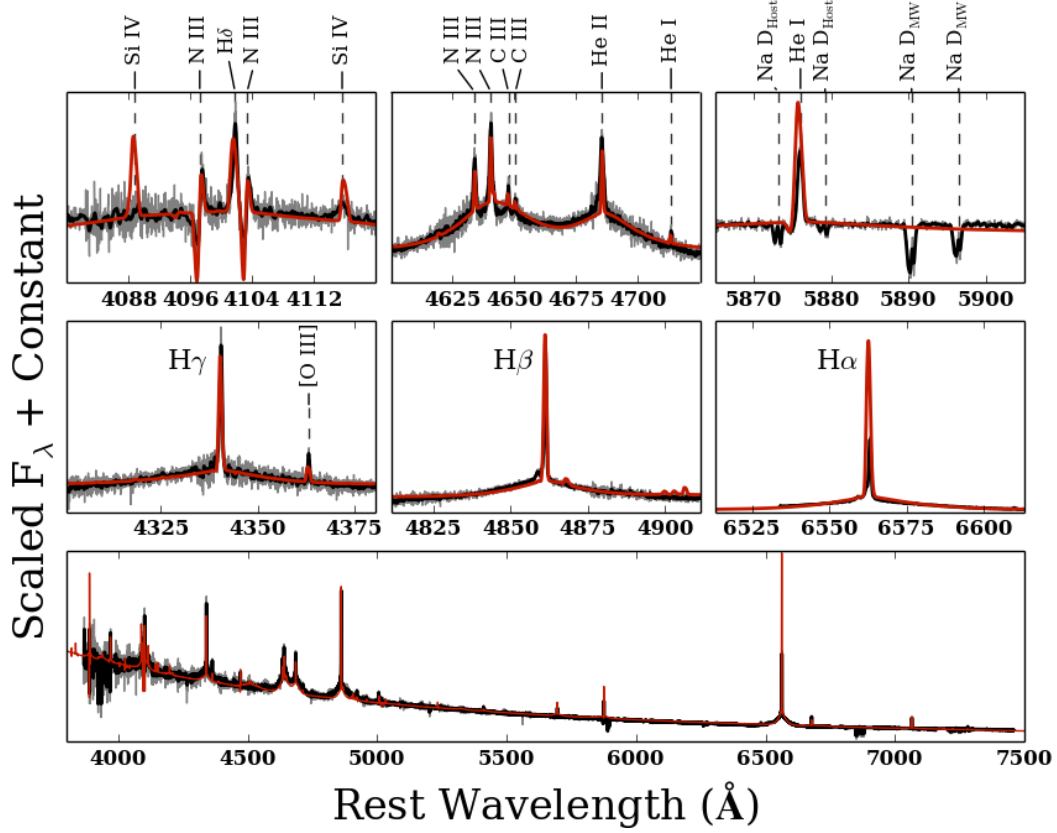 Si IV
N III
Hδ
N III
Si IV
N III
N III
C III
C III
He II
He I
Na D_Host
He I
Na D_Host
Na D_MW
Na D_MW
4088 4096 4104 4112
4625 4650 4675 4700
5870 5880 5890 5900
Hγ
[O III]
Hβ
Hα
4325 4350 4375
4825 4850 4875 4900
6525 6550 6575 6600
4000 4500 5000 5500 6000 6500 7000 7500
Scaled F_λ + Constant
Rest Wavelength (Å)